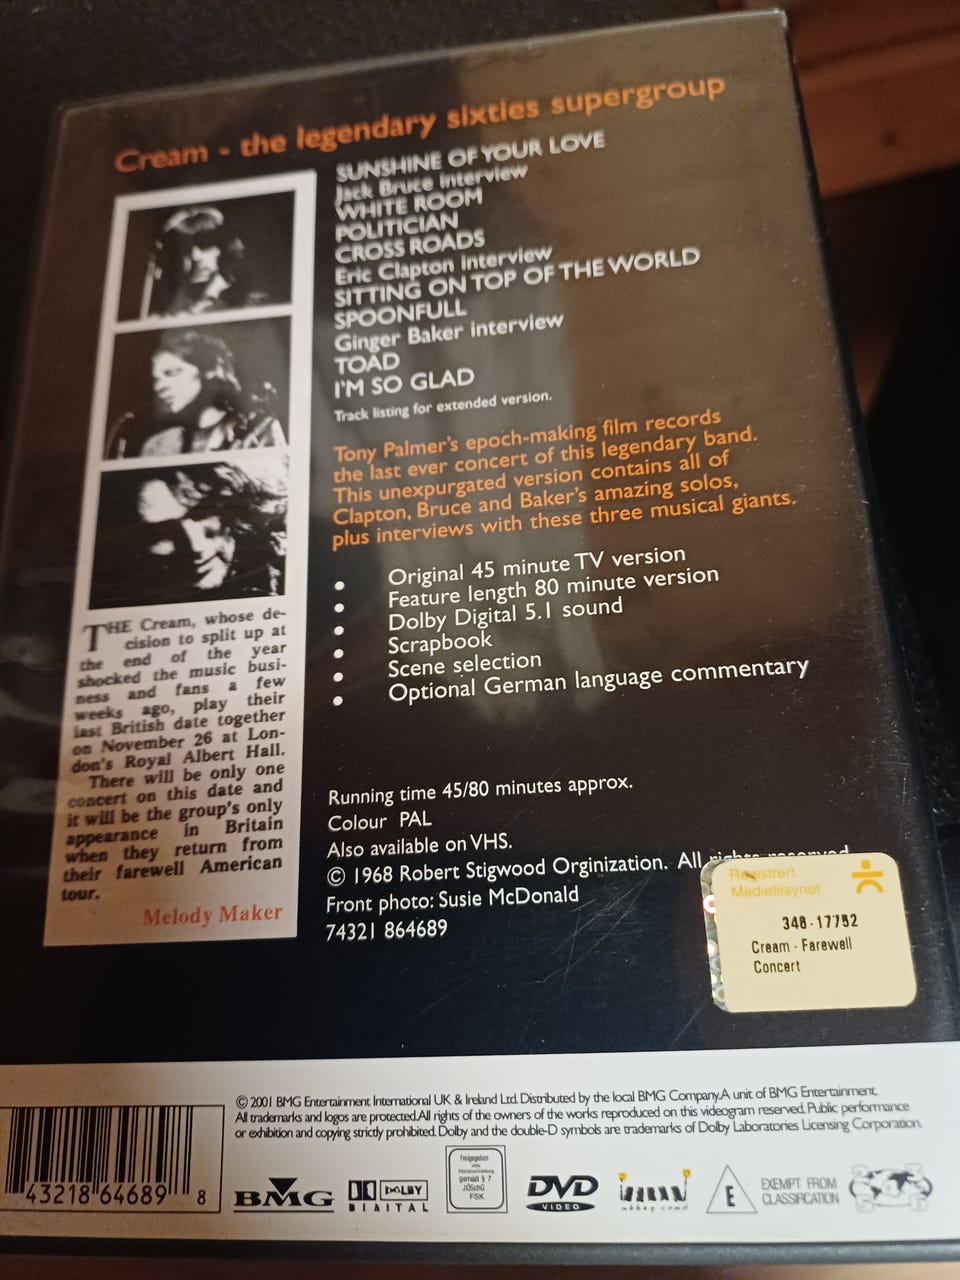 Cream - the legendary sixties supergroup
SUNSHINE OF YOUR LOVE
Jack Bruce interview
WHITE ROOM
POLITICIAN
CROSS ROADS
Eric Clapton interview
SITTING ON TOP OF THE WORLD
SPOONFULL
Ginger Baker interview
TOAD
I'M SO GLAD
Track listing for extended version.
Tony Palmer's epoch-making film records
the last ever concert of this legendary band.
This unexpurgated version contains all of
Clapton, Bruce and Baker's amazing solos,
plus interviews with these three musical giants.
• Original 45 minute TV version
• Feature length 80 minute version
• Dolby Digital 5.1 sound
• Scrapbook
• Scene selection
• Optional German language commentary
THE Cream, whose de-
cision to split up at
the end of the year
shocked the music busi-
ness and fans a few
weeks ago, play their
last British date together
on November 26 at Lon-
don's Royal Albert Hall.
There will be only one
concert on this date and
it will be the group's only
appearance in Britain
when they return from
their farewell American
tour.
Melody Maker
Running time 45/80 minutes approx.
Colour PAL
Also available on VHS.
© 1968 Robert Stigwood Orginization. All rights reserved
Front photo: Susie McDonald
74321 864689
Registrert
Medietilsynet
348-17752
Cream - Farewell
Concert
© 2001 BMG Entertainment International UK & Ireland Ltd. Distributed by the local BMG Company. A unit of BMG Entertainment.
All trademarks and logos are protected. All rights of the owners of the works reproduced on this videogram reserved. Public performance
or exhibition and copying strictly prohibited. Dolby and the double-D symbols are trademarks of Dolby Laboratories Licensing Corporation.
43218 64689 8
BMG
DOLBY
DIGITAL
Freigegeben
ohne
Altersbeschränkung
gemäß § 7
JÖSchG
FSK
DVD
VIDEO
abbey road
E
EXEMPT FROM
CLASSIFICATION